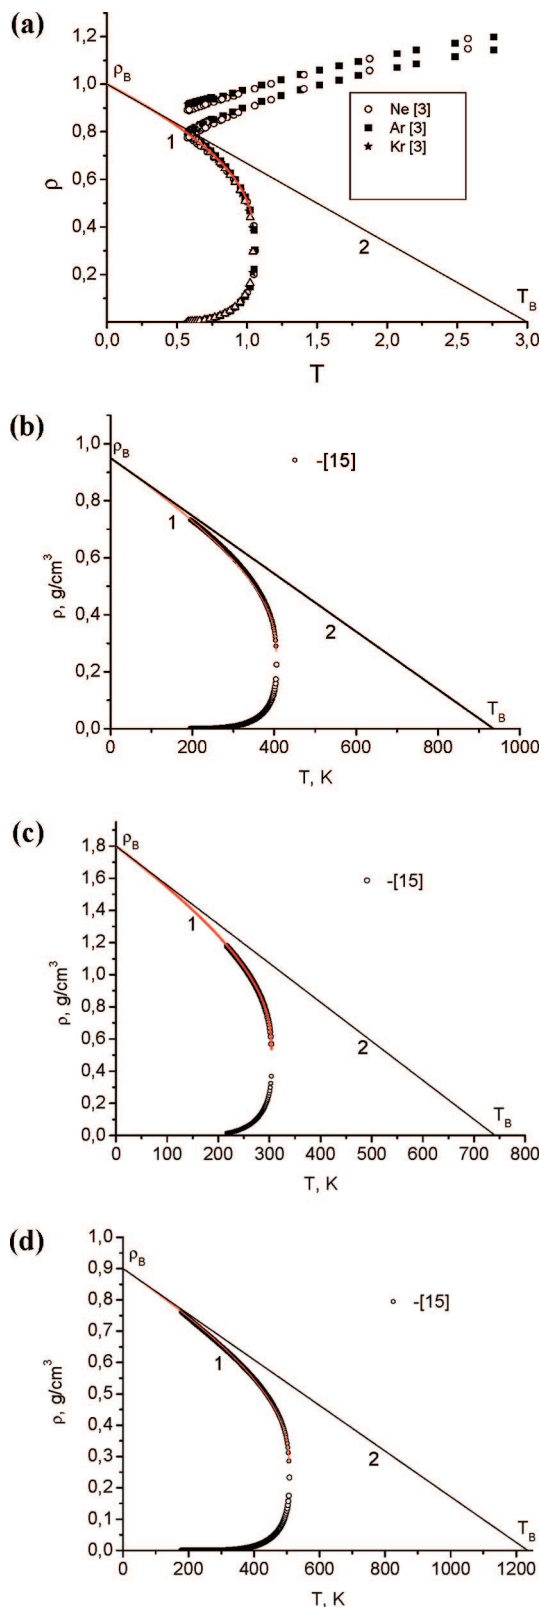 (a)
1,2
1,0
0,8
0,6
0,4
0,2
ρ
ρB
1
2
TB
Ne [3]
Ar [3]
Kr [3]
0,0 0,5 1,0 1,5 2,0 2,5 3,0
T
(b)
1,0
0,8
0,6
0,4
0,2
0,0
ρ, g/cm³
ρB
1
2
TB
-[15]
0 200 400 600 800 1000
T, K
(c)
1,8
1,6
1,4
1,2
1,0
0,8
0,6
0,4
0,2
0,0
ρ, g/cm³
ρB
1
2
TB
-[15]
0 100 200 300 400 500 600 700 800
T, K
(d)
1,0
0,9
0,8
0,7
0,6
0,5
0,4
0,3
0,2
0,1
0,0
ρ, g/cm³
ρB
1
2
TB
-[15]
0 200 400 600 800 1000 1200
T, K